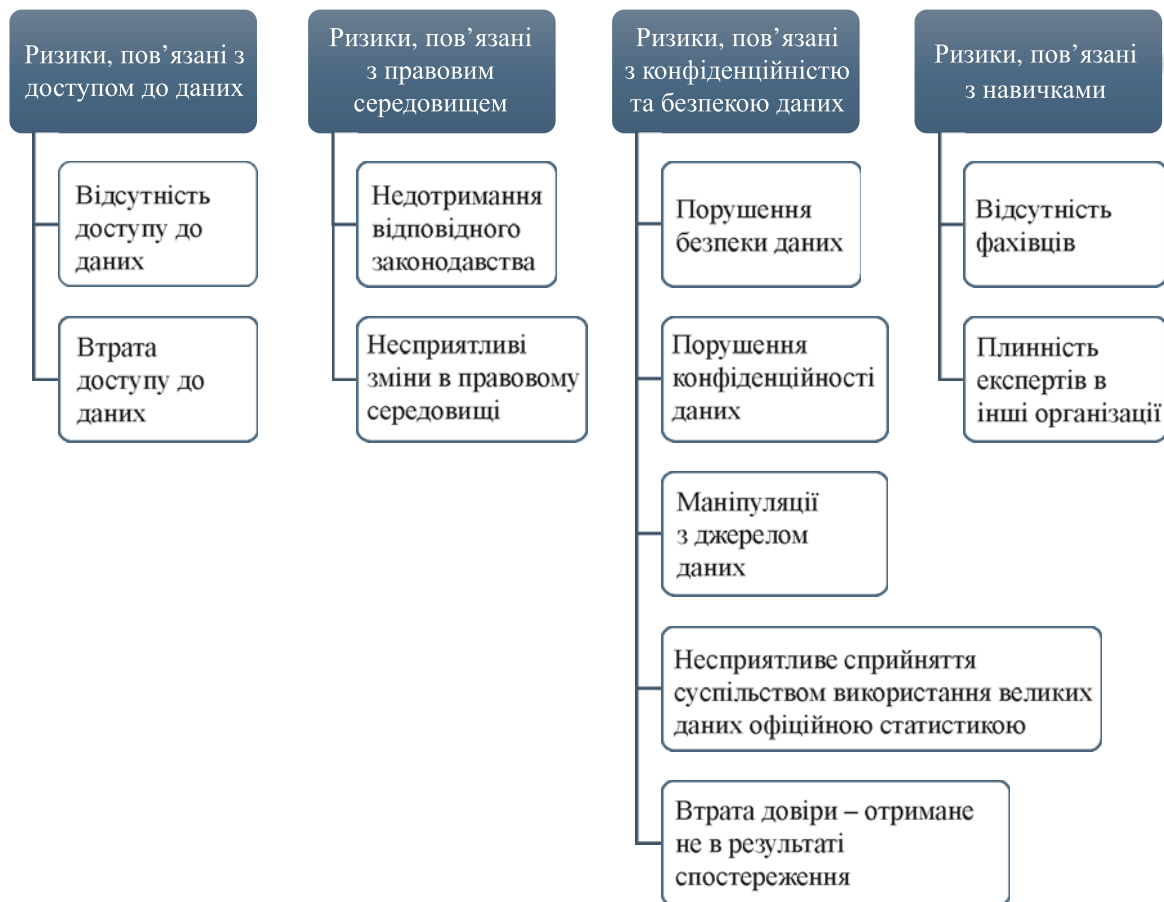 Ризики, пов’язані з
доступом до даних
Відсутність
доступу до
даних
Втрата
доступу до
даних
Ризики, пов’язані
з правовим
середовищем
Недотримання
відповідного
законодавства
Несприятливі
зміни в правовому
середовищі
Ризики, пов’язані
з конфіденційністю
та безпекою даних
Порушення
безпеки даних
Порушення
конфіденційності
даних
Маніпуляції
з джерелом
даних
Несприятливе сприйняття
суспільством використання великих
даних офіційною статистикою
Втрата довіри – отримане
не в результаті
спостереження
Ризики, пов’язані
з навичками
Відсутність
фахівців
Плинність
експертів в
інші організації